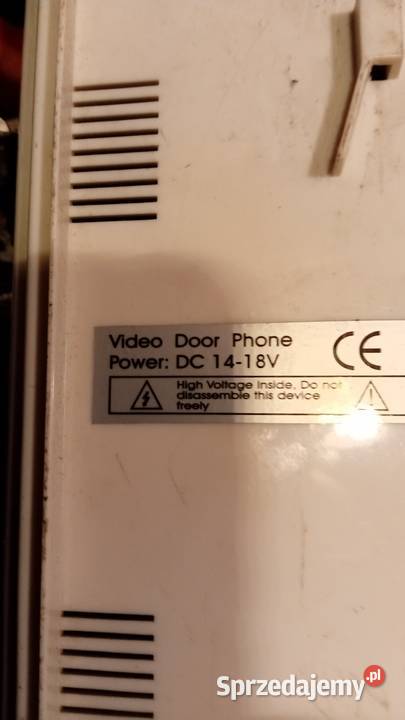 Video Door Phone
Power: DC 14-18V
CE
High Voltage Inside. Do not
disassemble this device
freely
Sprzedajemy.pl